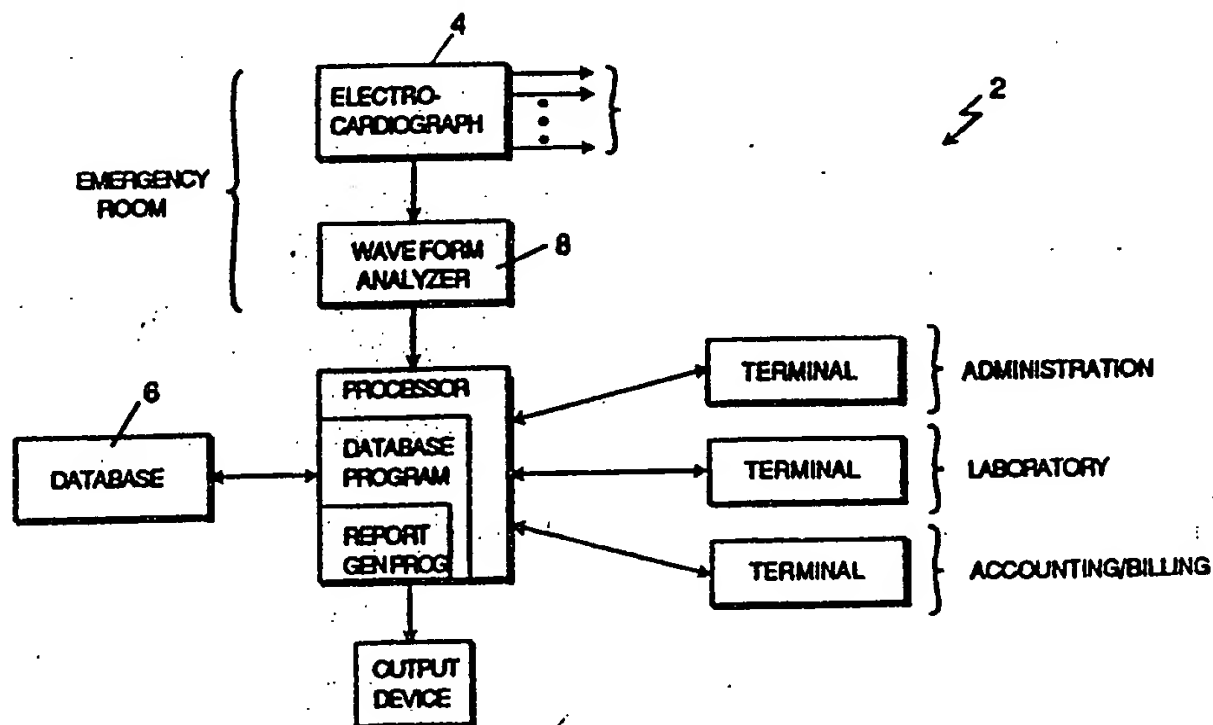 4
ELECTRO-
CARDIOGRAPH
2
EMERGENCY
ROOM
WAVE FORM
ANALYZER
8
PROCESSOR
DATABASE
PROGRAM
REPORT
GEN PROG
6
DATABASE
TERMINAL
ADMINISTRATION
TERMINAL
LABORATORY
TERMINAL
ACCOUNTING/BILLING
OUTPUT
DEVICE